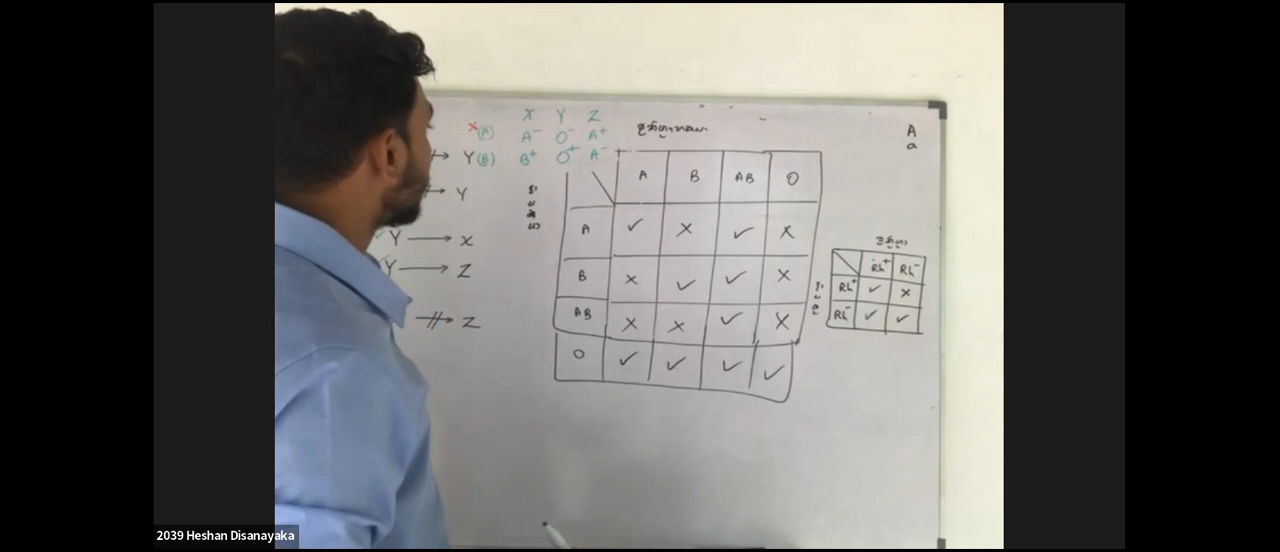 X Y Z
x (A) A⁻ O⁻ A⁺
Y (B) B⁺ O⁺ A⁻
Y
Y → X
Y → Z
Z
A B AB O
A ✓ x ✓ x
B x ✓ ✓ x
AB x x ✓ x
O ✓ ✓ ✓ ✓
A
a
Rh⁺ Rh⁻
Rh⁺ ✓ x
Rh⁻ ✓ ✓
2039 Heshan Disanayaka